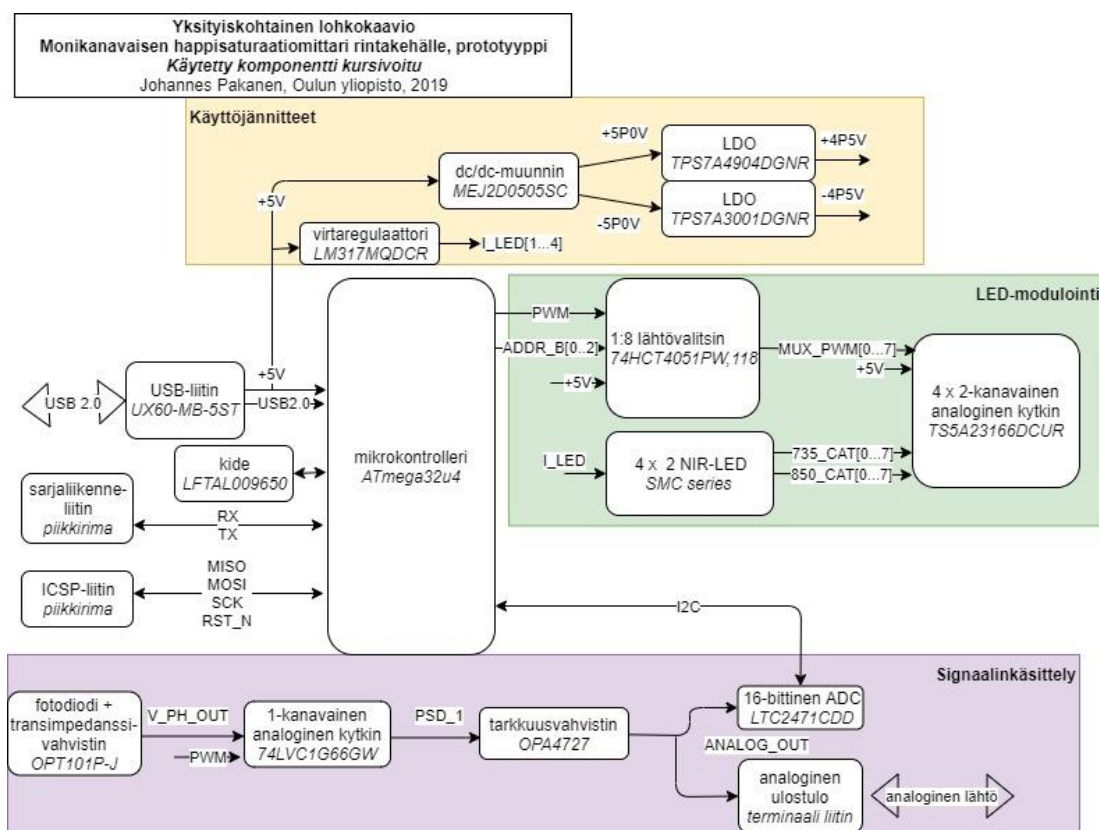 Yksityiskohtainen lohkokaavio
Monikanavaisen happisaturaatiomittari rintakehälle, prototyyppi
Käytetty komponentti kursivoitu
Johannes Pakanen, Oulun yliopisto, 2019
Käyttöjännitteet
+5V
dc/dc-muunnin
MEJ2D0505SC
+5P0V
-5P0V
LDO
TPS7A4904DGNR
+4P5V
LDO
TPS7A3001DGNR
-4P5V
virtaregulaattori
LM317MQDCR
I_LED[1...4]
LED-modulointi
PWM
ADDR_B[0..2]
+5V
1:8 lähtövalitsin
74HCT4051PW,118
MUX_PWM[0...7]
+5V
4 x 2-kanavainen
analoginen kytkin
TS5A23166DCUR
I_LED
4 x 2 NIR-LED
SMC series
735_CAT[0...7]
850_CAT[0...7]
USB 2.0
USB-liitin
UX60-MB-5ST
+5V
USB2.0
mikrokontrolleri
ATmega32u4
kide
LFTAL009650
sarjaliikenne-
liitin
piikkirima
RX
TX
ICSP-liitin
piikkirima
MISO
MOSI
SCK
RST_N
I2C
Signaalinkäsittely
fotodiodi +
transimpedanssi-
vahvistin
OPT101P-J
V_PH_OUT
PWM
1-kanavainen
analoginen kytkin
74LVC1G66GW
PSD_1
tarkkuusvahvistin
OPA4727
16-bittinen ADC
LTC2471CDD
ANALOG_OUT
analoginen
ulostulo
terminaali liitin
analoginen lähtö